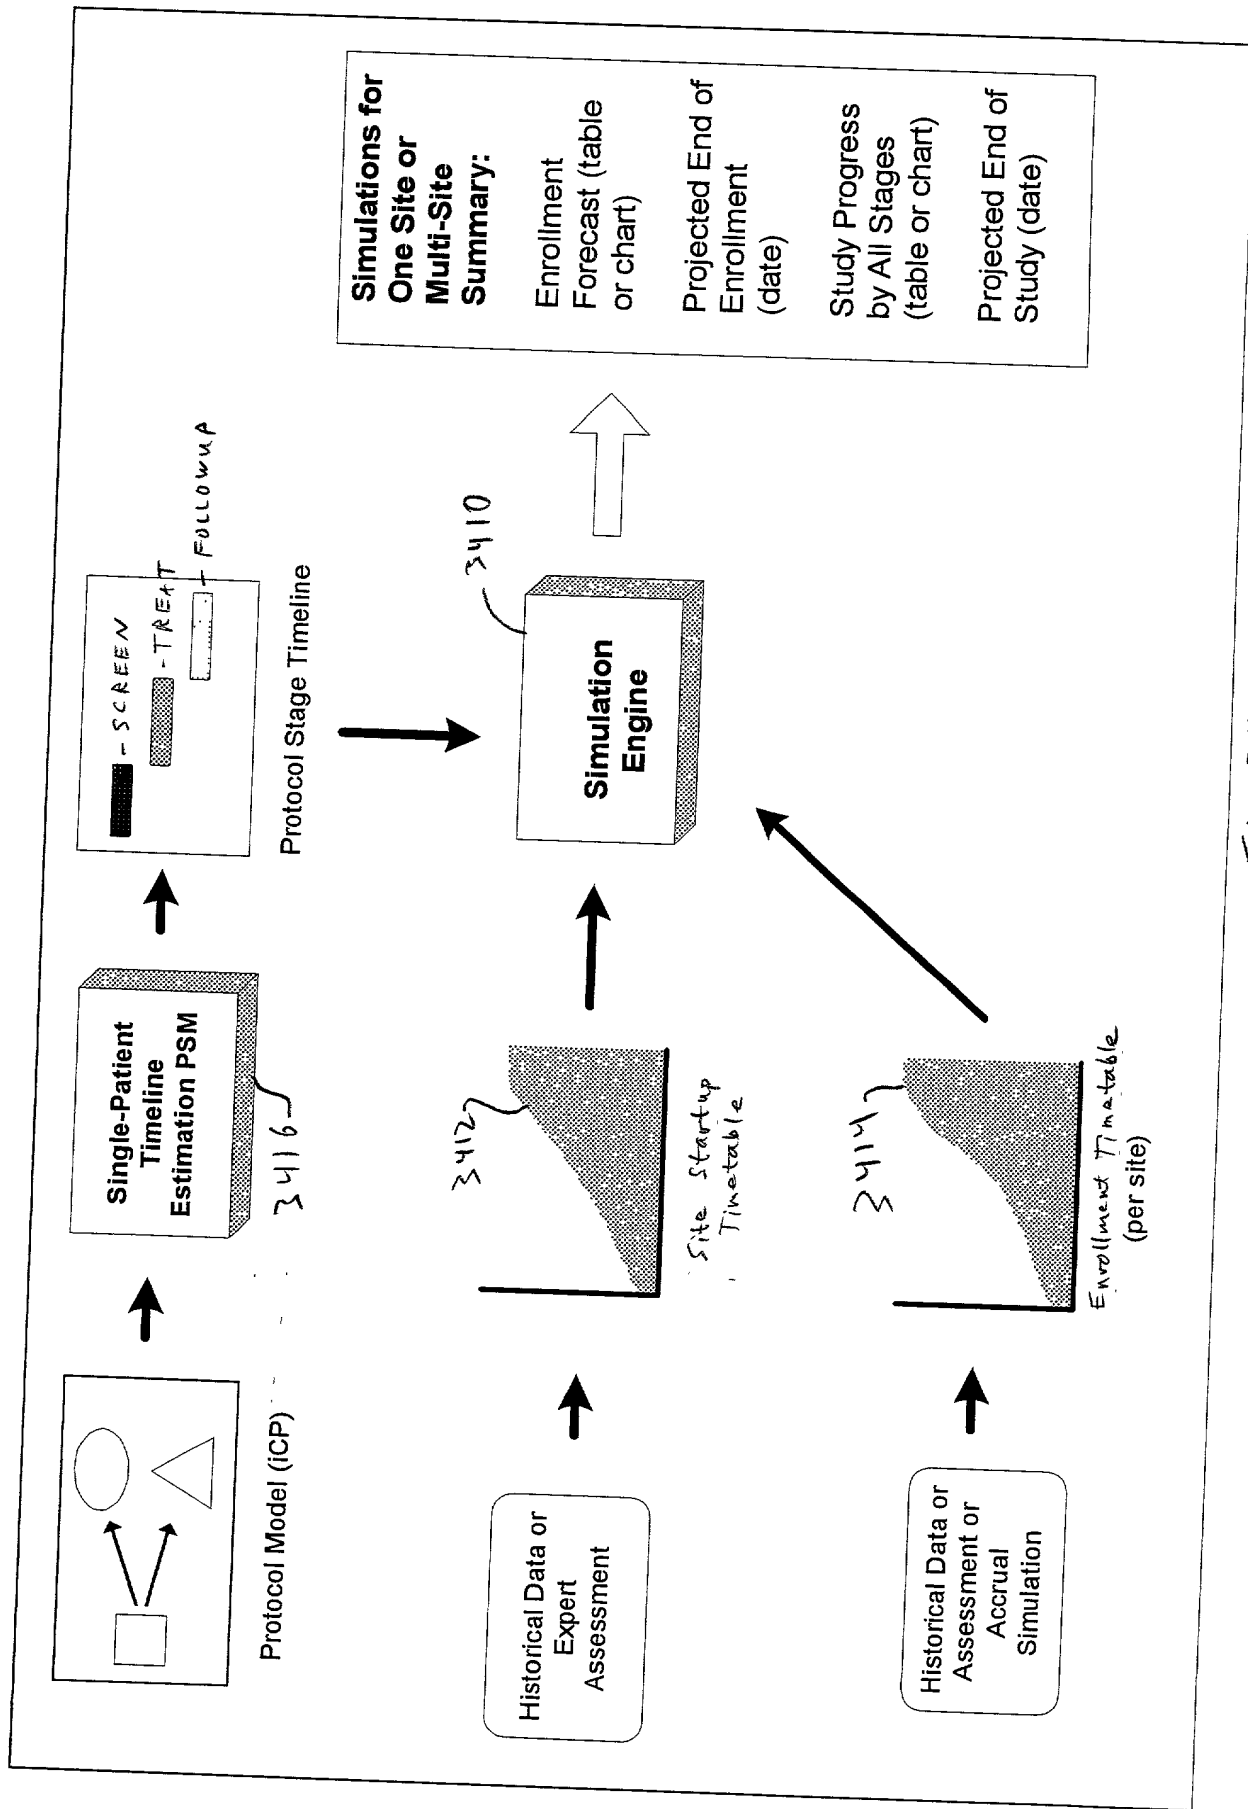 Protocol Model (iCP)
Single-Patient
Timeline
Estimation PSM
3416
- SCREEN
- TREAT
- FOLLOWUP
Protocol Stage Timeline
Historical Data or
Expert
Assessment
3412
Site Startup
Timetable
Simulation
Engine
3410
Historical Data or
Assessment or
Accrual
Simulation
3414
Enrollment Timetable
(per site)
Simulations for
One Site or
Multi-Site
Summary:
Enrollment
Forecast (table
or chart)
Projected End of
Enrollment
(date)
Study Progress
by All Stages
(table or chart)
Projected End of
Study (date)